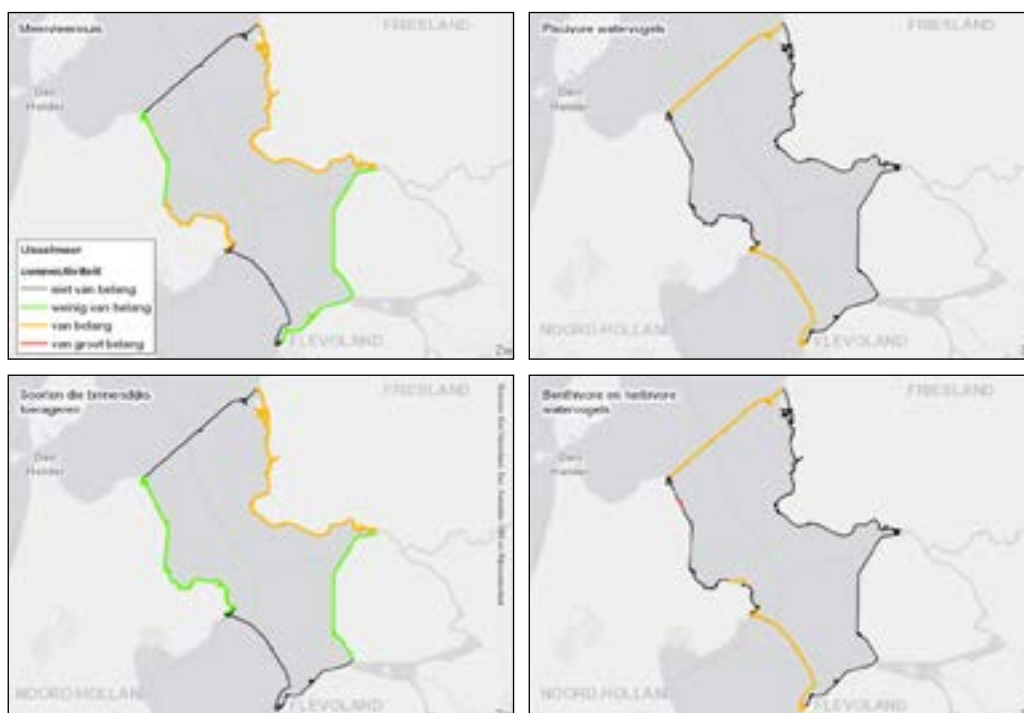 Meervleermuis
FRIESLAND
Den
Helder
IJsselmeer
connectiviteit
niet van belang
weinig van belang
van belang
van groot belang
FLEVOLAND
Piscivore watervogels
FRIESLAND
Den
Helder
NOORD-HOLLAND
FLEVOLAND
Soorten die binnendijks
foerageren
FRIESLAND
Den
Helder
NOORD-HOLLAND
FLEVOLAND
Benthivore en herbivore
watervogels
FRIESLAND
Den
Helder
NOORD-HOLLAND
FLEVOLAND